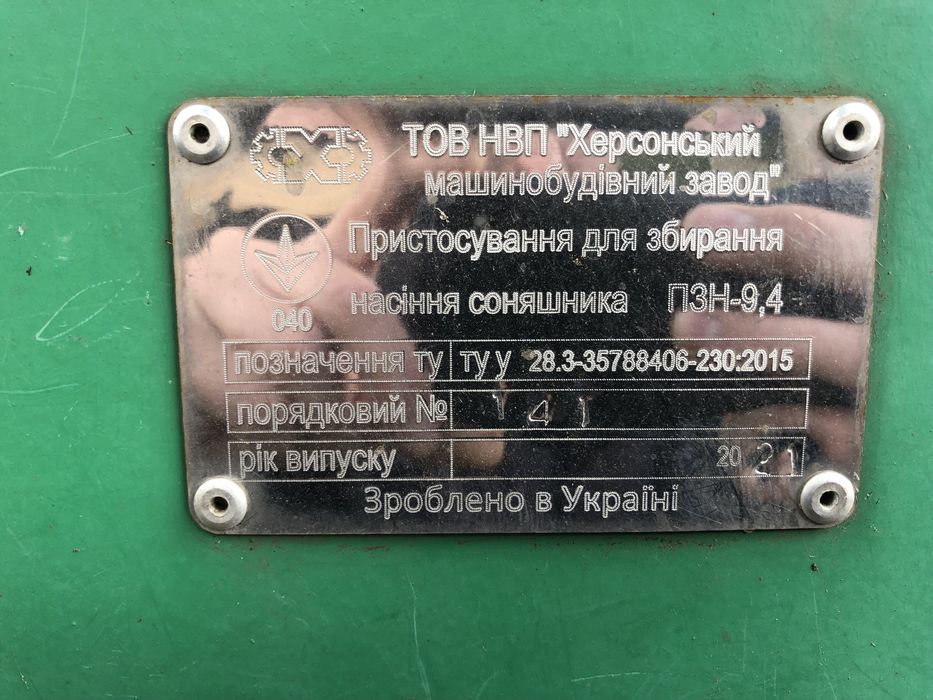 ТОВ НВП "Херсонський
машинобудівний завод"
Пристосування для збирання
насіння соняшника ПЗН-9,4
040
позначення ту ту у 28.3-35788406-230:2015
порядковий №
рік випуску 2021
Зроблено в Україні